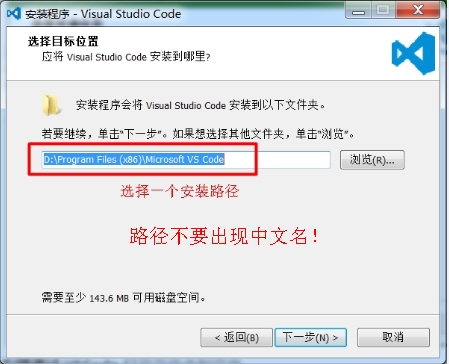 安装程序 - Visual Studio Code
选择目标位置
应将 Visual Studio Code 安装到哪里?
安装程序会将 Visual Studio Code 安装到以下文件夹。
若要继续，单击“下一步”。如果想选择其他文件夹，单击“浏览”。
D:\Program Files (x86)\Microsoft VS Code
浏览(R)...
选择一个安装路径
路径不要出现中文名！
需要至少 143.6 MB 可用磁盘空间。
< 返回(B) 下一步(N) > 取消